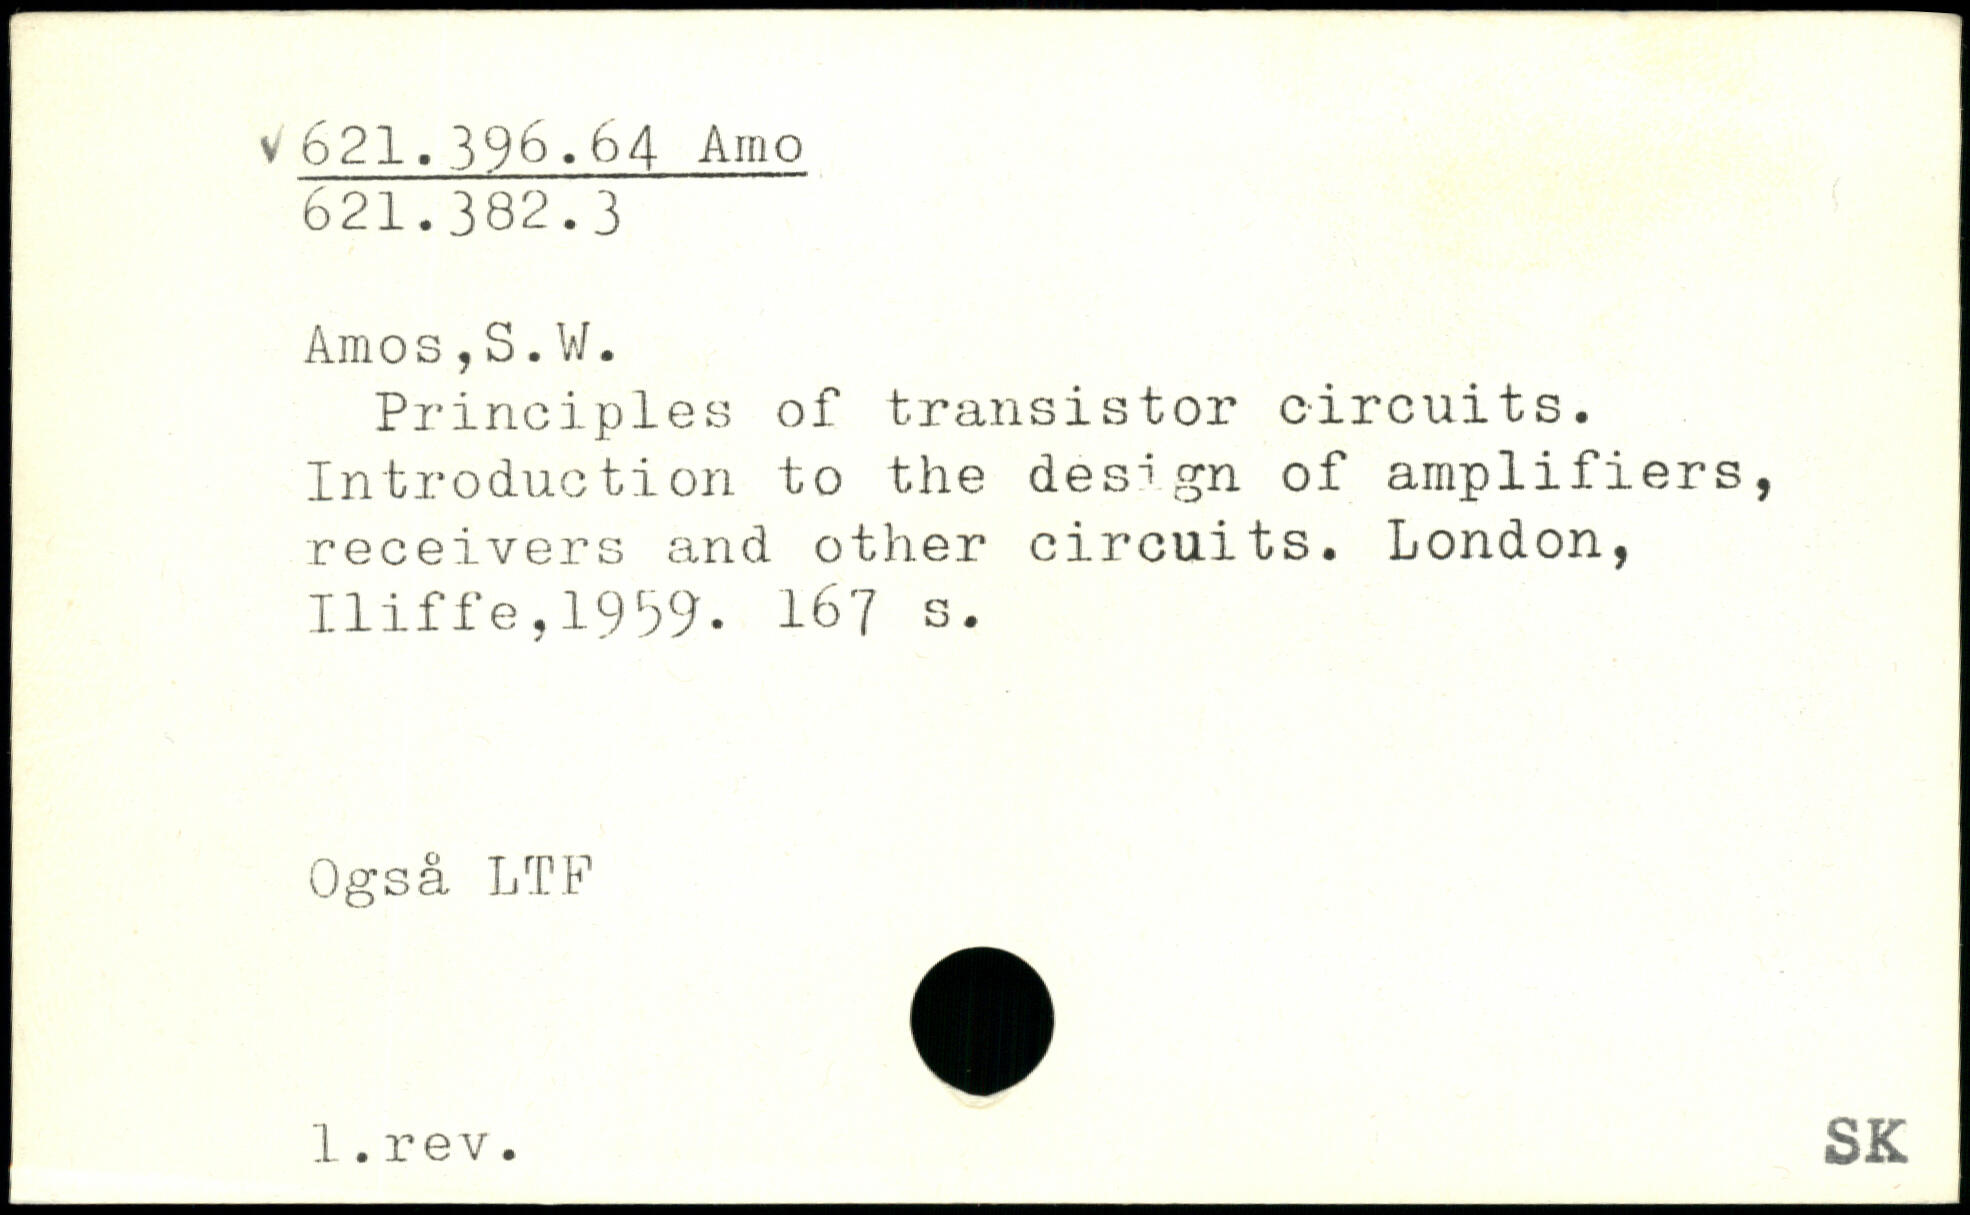 ✓ 621.396.64 Amo
621.382.3
Amos,S.W.
Principles of transistor circuits.
Introduction to the design of amplifiers,
receivers and other circuits. London,
Iliffe,1959. 167 s.
Også LTF
1.rev.
SK